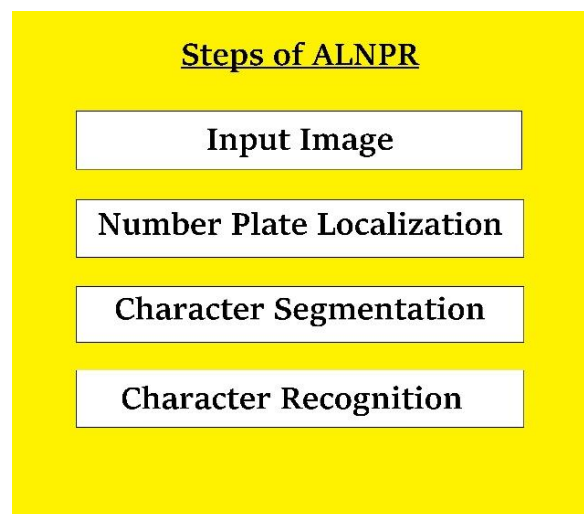 Steps of ALNPR
Input Image
Number Plate Localization
Character Segmentation
Character Recognition